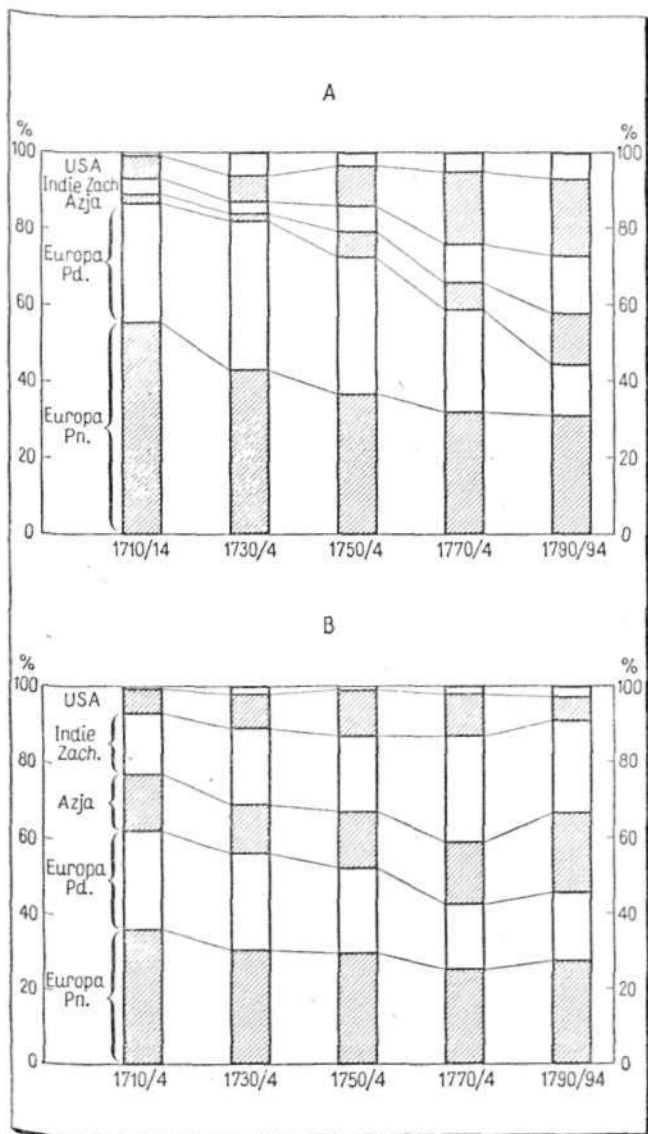 A
%
%
100
80
60
40
20
0
USA
Indie Zach
Azja
Europa
Pd.
Europa
Pn.
100
80
60
40
20
0
1710/14 1730/4 1750/4 1770/4 1790/94
B
%
%
100
80
60
40
20
0
USA
Indie
Zach.
Azja
Europa
Pd.
Europa
Pn.
100
80
60
40
20
0
1710/4 1730/4 1750/4 1770/4 1790/94